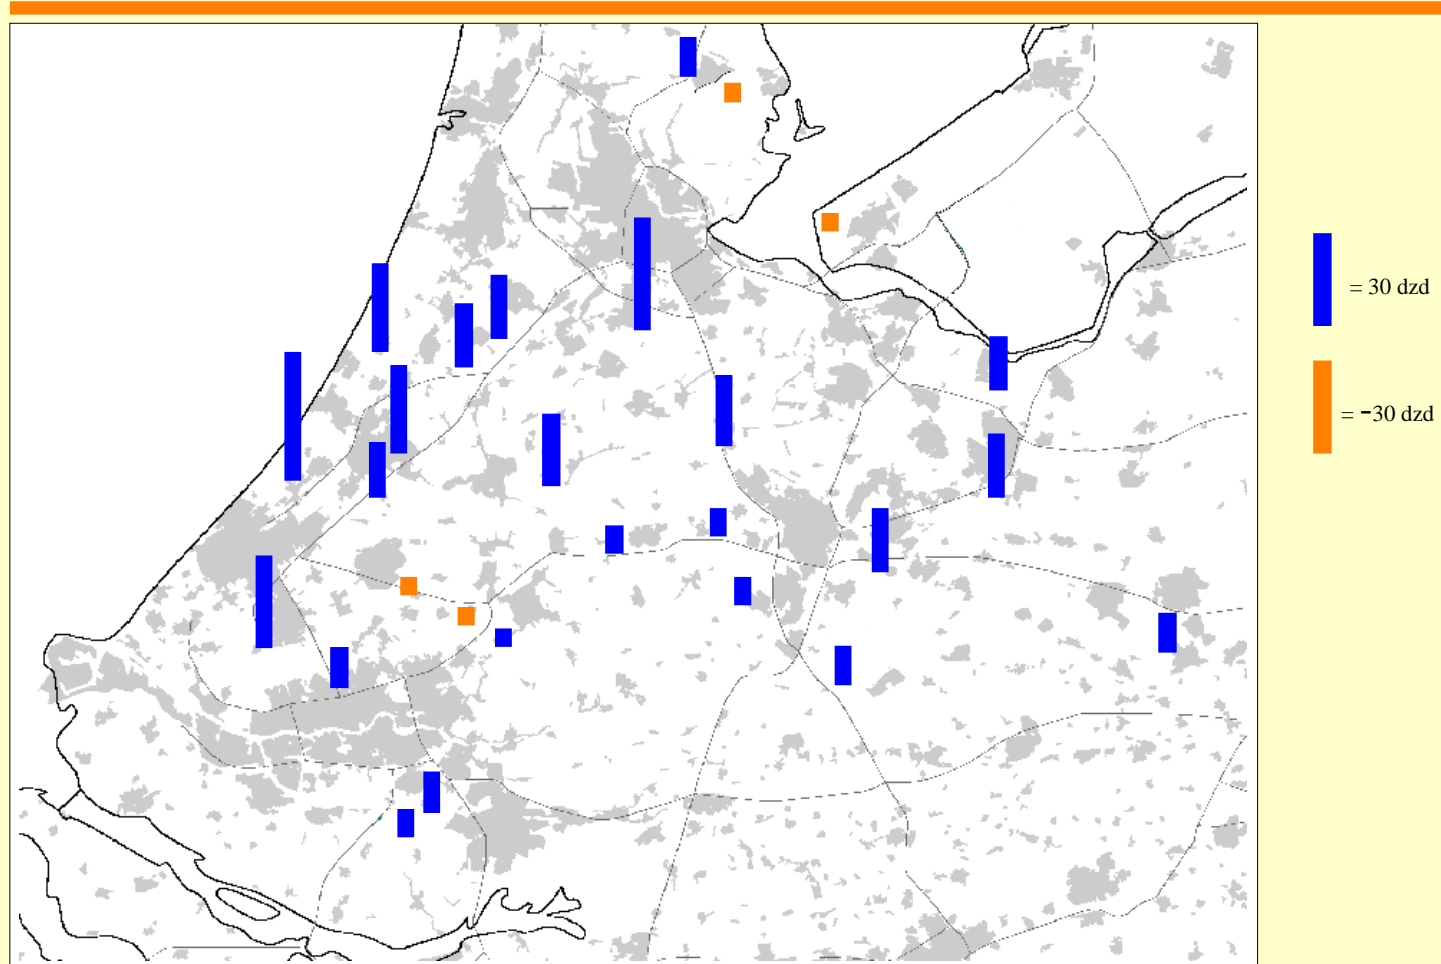 = 30 dzd
= -30 dzd